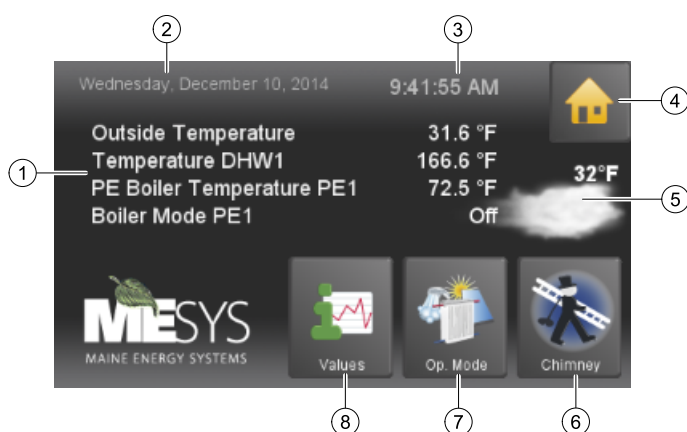 2 3
Wednesday, December 10, 2014 9:41:55 AM
4
Outside Temperature 31.6 °F
Temperature DHW1 166.6 °F
32°F
1 PE Boiler Temperature PE1 72.5 °F
5
Boiler Mode PE1 Off
MESYS
MAINE ENERGY SYSTEMS
Values Op. Mode Chimney
8 7 6